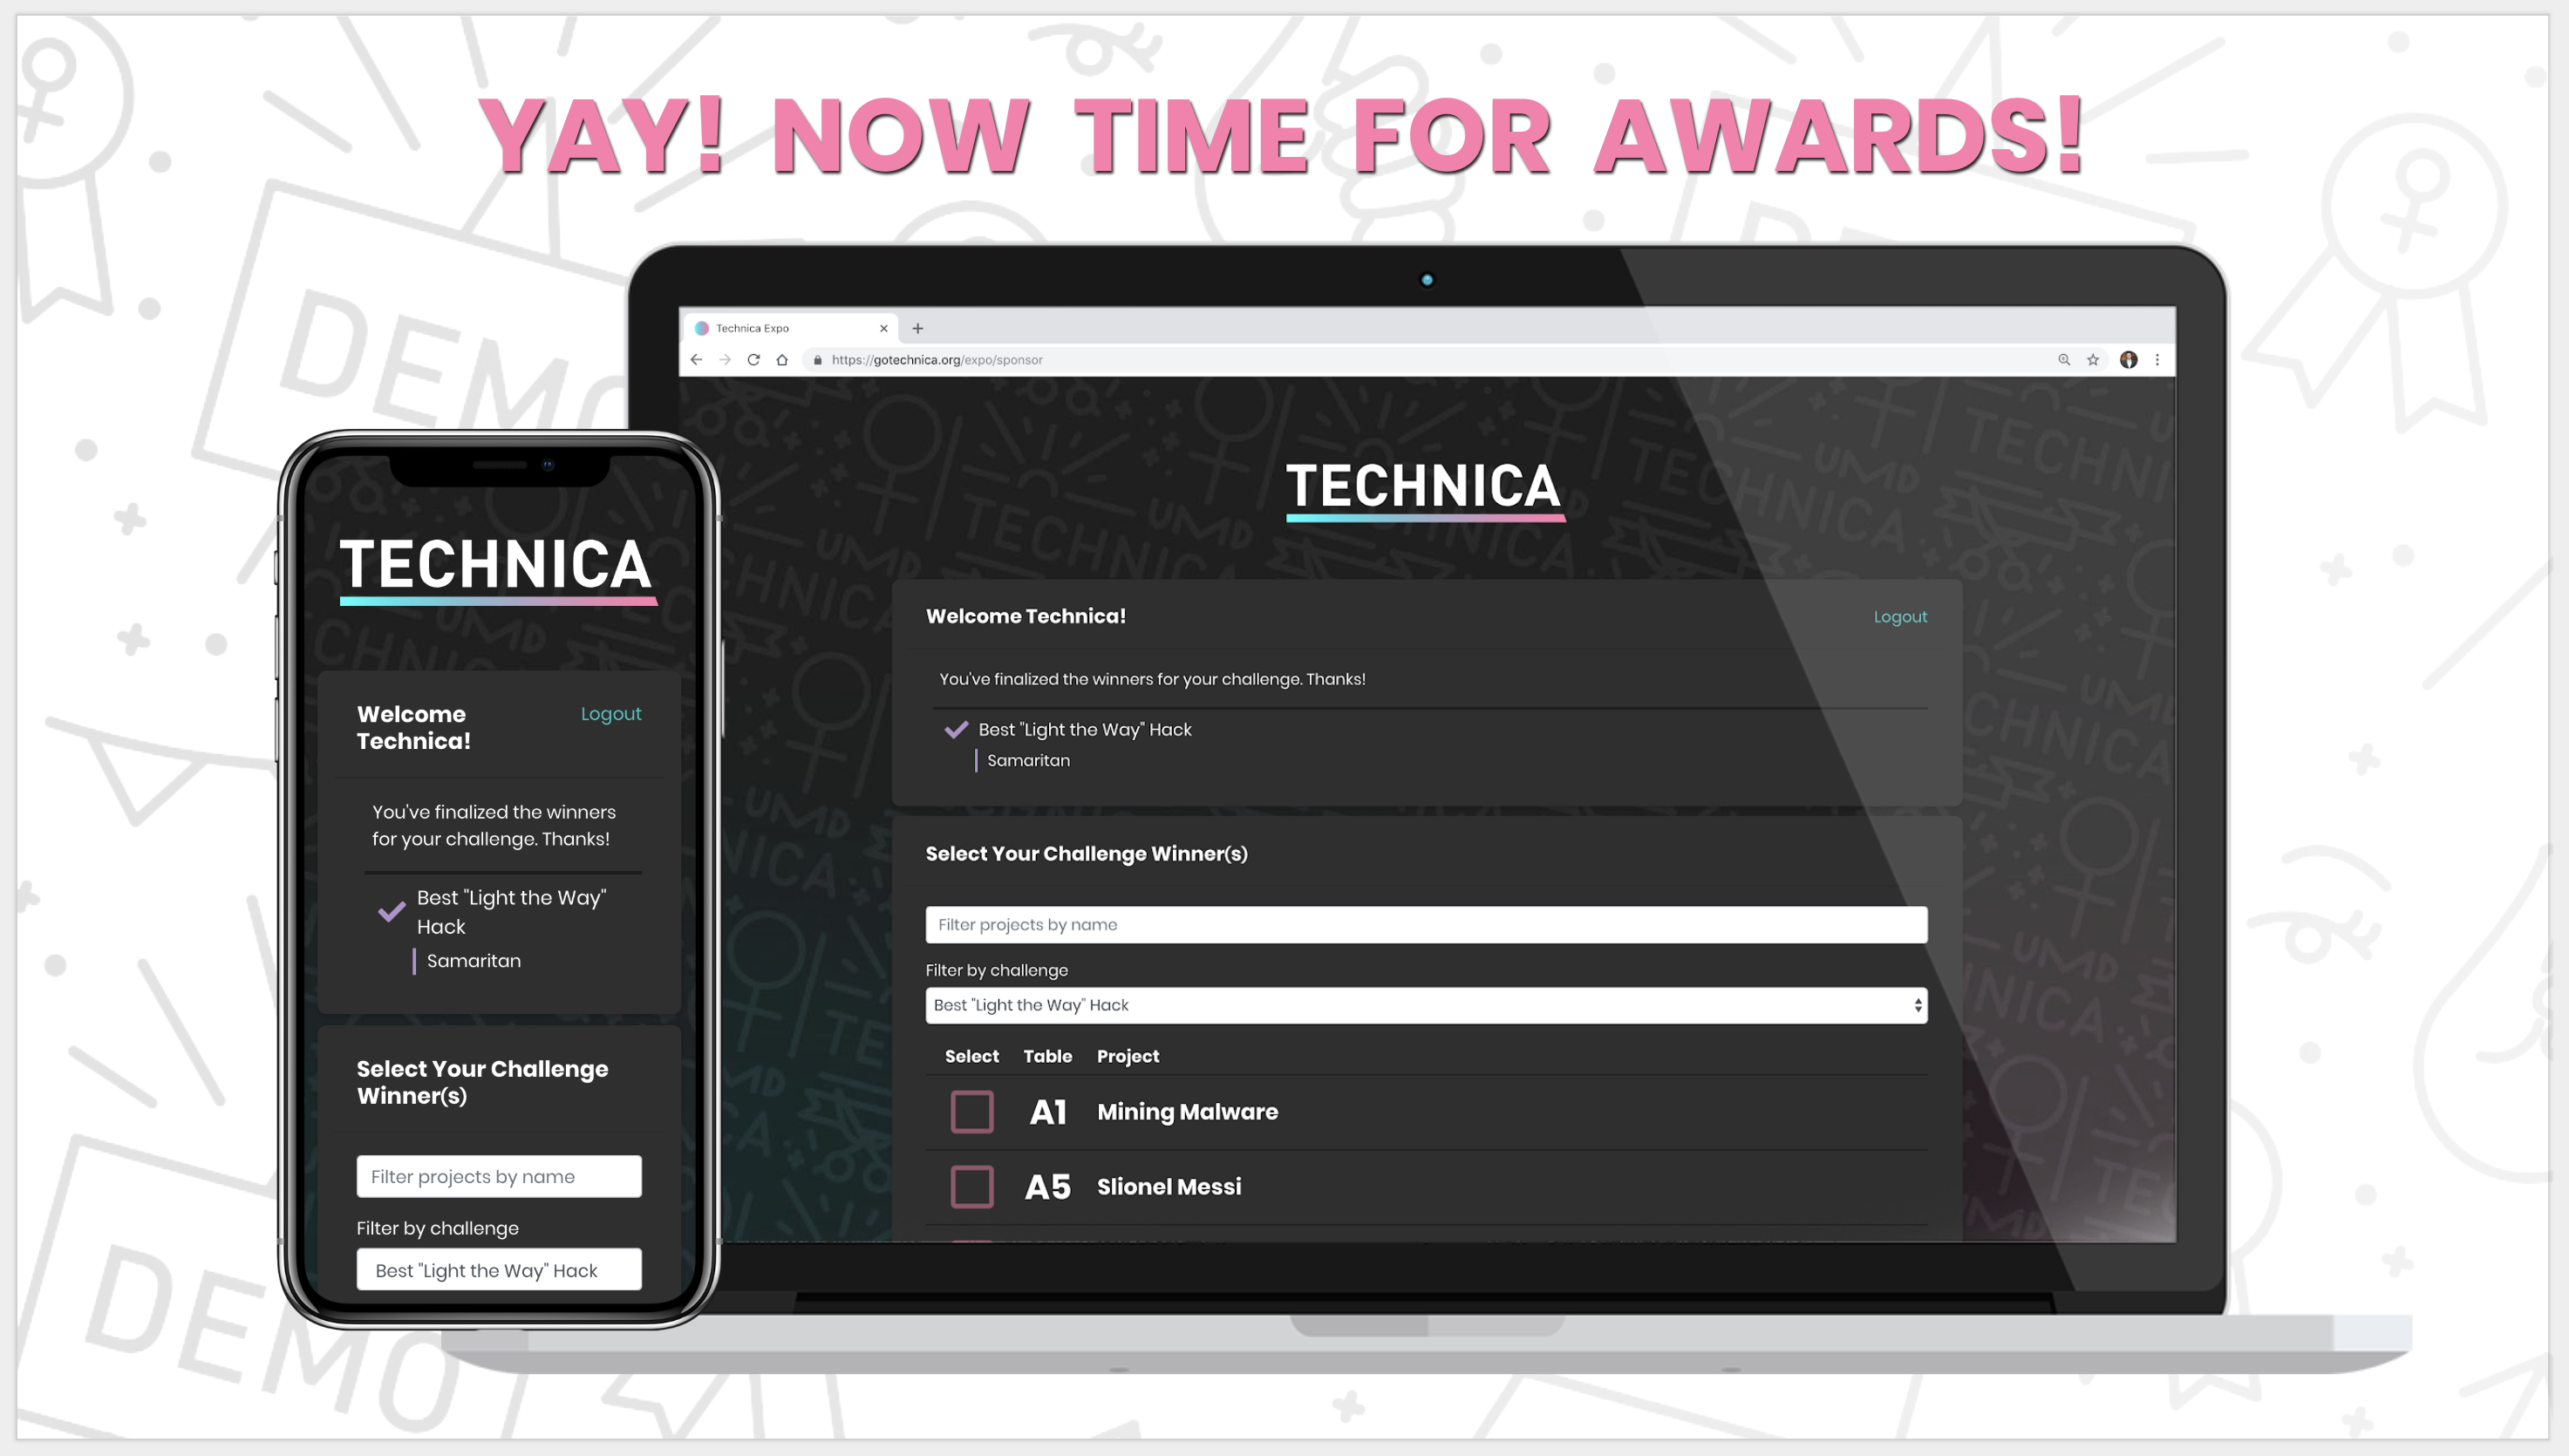 YAY! NOW TIME FOR AWARDS!
DEMO
Technica Expo
https://gotechnica.org/expo/sponsor
TECHNICA
Welcome Technica!
Logout
You've finalized the winners for your challenge. Thanks!
Best "Light the Way" Hack
Samaritan
Select Your Challenge Winner(s)
Filter projects by name
Filter by challenge
Best "Light the Way" Hack
Select Table Project
A1 Mining Malware
A5 Slionel Messi
TECHNICA
Welcome
Technica!
Logout
You've finalized the winners
for your challenge. Thanks!
Best "Light the Way"
Hack
Samaritan
Select Your Challenge
Winner(s)
Filter projects by name
Filter by challenge
Best "Light the Way" Hack
DEMO
UMD
TECHNICA